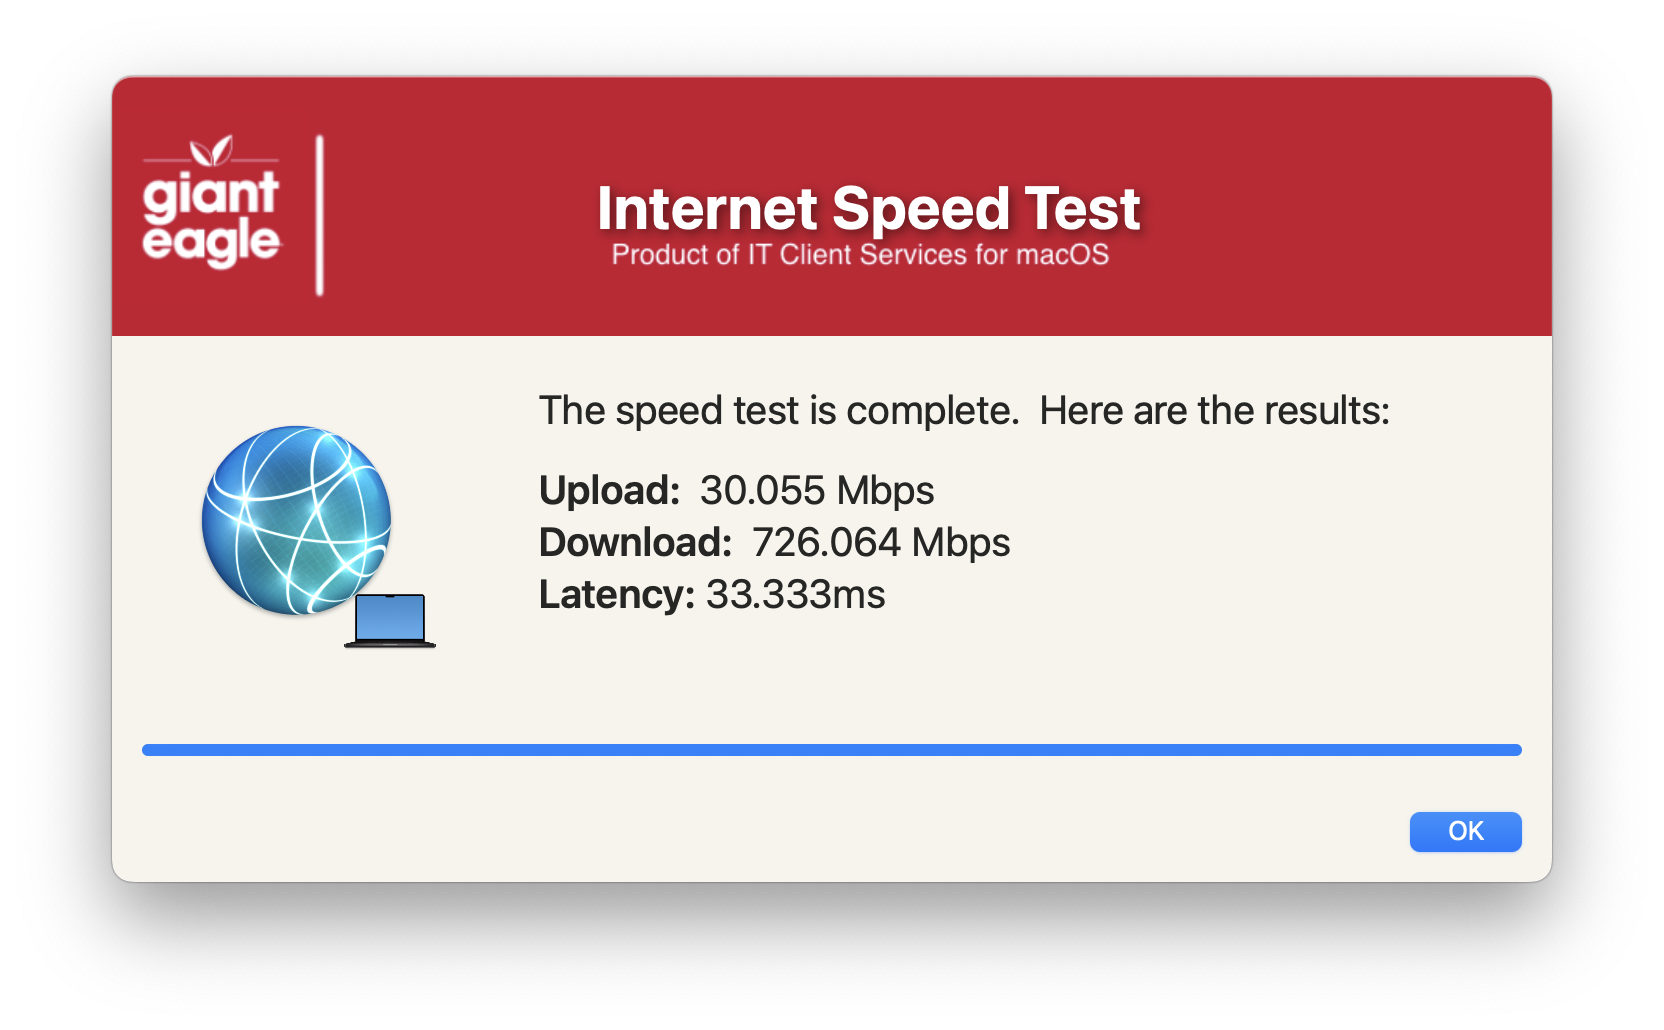 giant
eagle
Internet Speed Test
Product of IT Client Services for macOS
The speed test is complete.  Here are the results:
Upload:  30.055 Mbps
Download:  726.064 Mbps
Latency: 33.333ms
OK